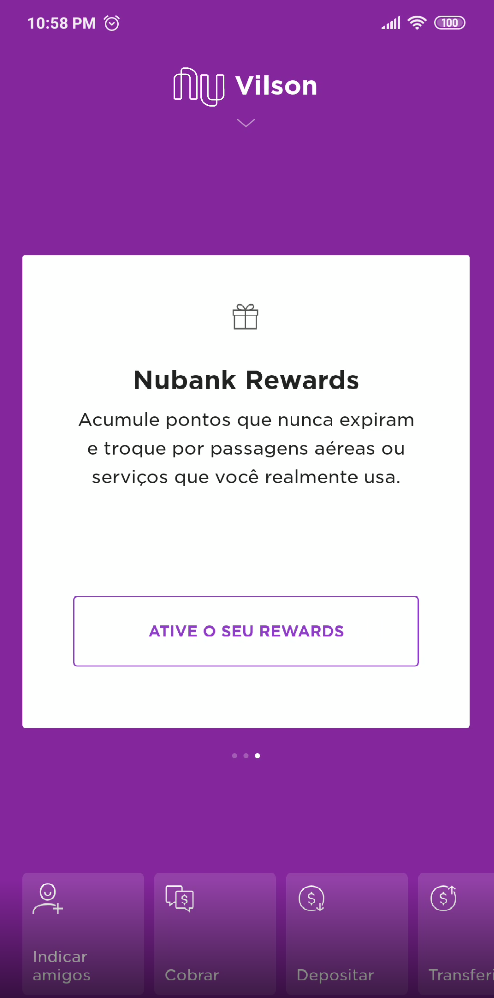 10:58 PM
100
nu Vilson
Nubank Rewards
Acumule pontos que nunca expiram
e troque por passagens aéreas ou
serviços que você realmente usa.
ATIVE O SEU REWARDS
Indicar
amigos
Cobrar
Depositar
Transferi